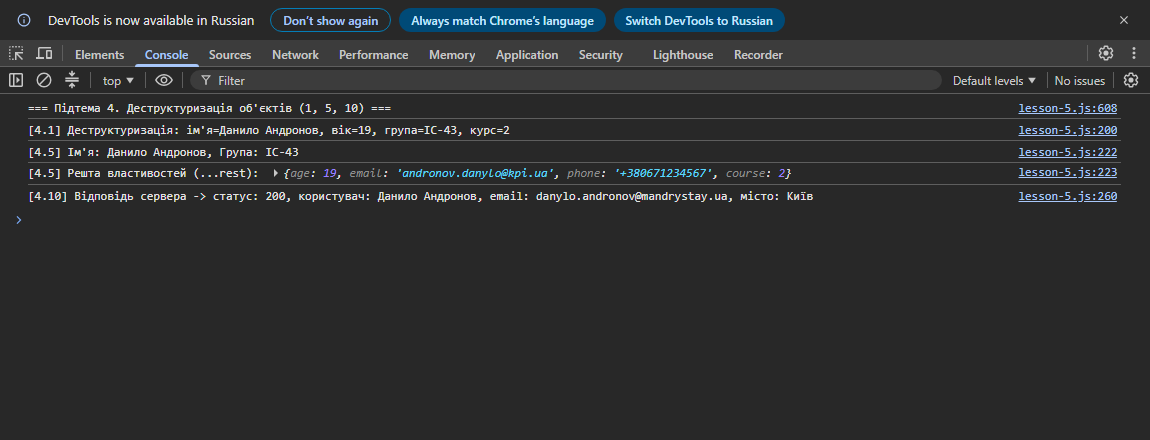 DevTools is now available in Russian Don't show again Always match Chrome's language Switch DevTools to Russian
Elements Console Sources Network Performance Memory Application Security Lighthouse Recorder
top Filter Default levels No issues
=== Підтема 4. Деструктуризація об'єктів (1, 5, 10) === lesson-5.js:608
[4.1] Деструктуризація: ім'я=Данило Андронов, вік=19, група=ІС-43, курс=2 lesson-5.js:200
[4.5] Ім'я: Данило Андронов, Група: ІС-43 lesson-5.js:222
[4.5] Решта властивостей (...rest): {age: 19, email: 'andronov.danylo@kpi.ua', phone: '+380671234567', course: 2} lesson-5.js:223
[4.10] Відповідь сервера -> статус: 200, користувач: Данило Андронов, email: danylo.andronov@mandrystay.ua, місто: Київ lesson-5.js:260